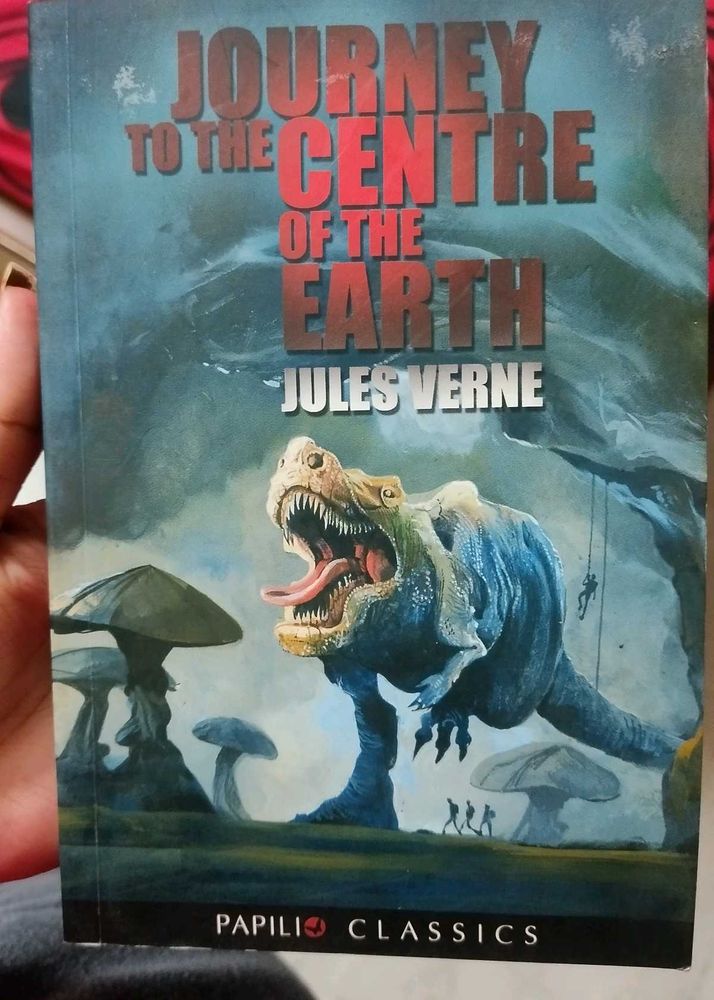 JOURNEY
TO THE CENTRE
OF THE
EARTH
JULES VERNE
PAPILIO CLASSICS